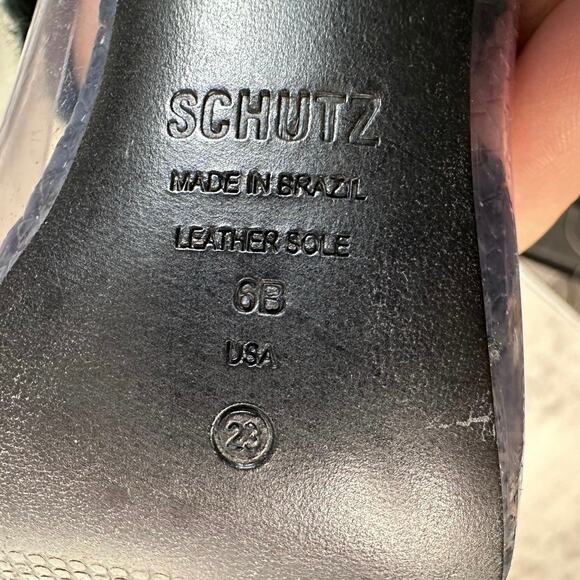 SCHUTZ
MADE IN BRAZIL
LEATHER SOLE
6B
USA
23